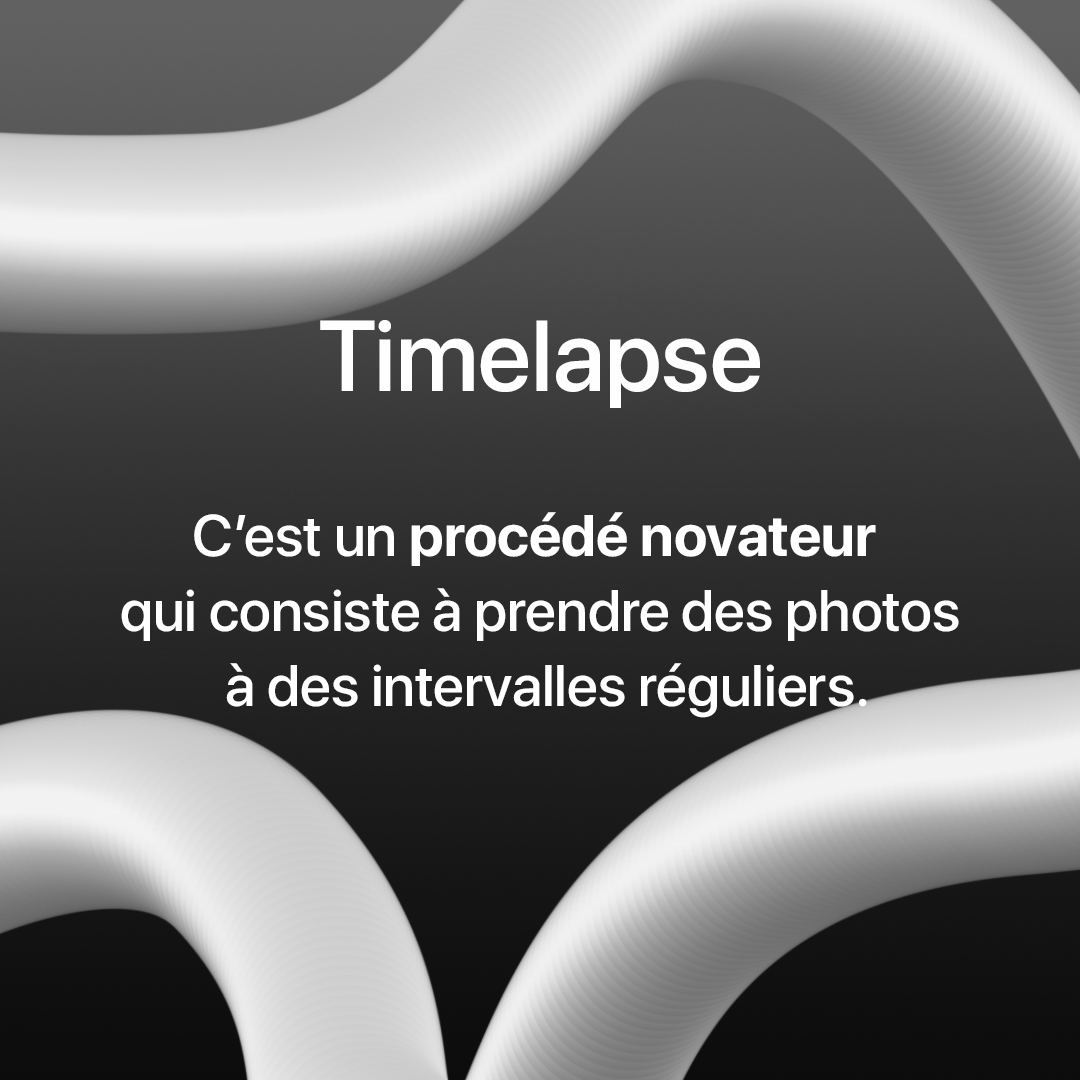 Timelapse
C’est un procédé novateur
qui consiste à prendre des photos
à des intervalles réguliers.